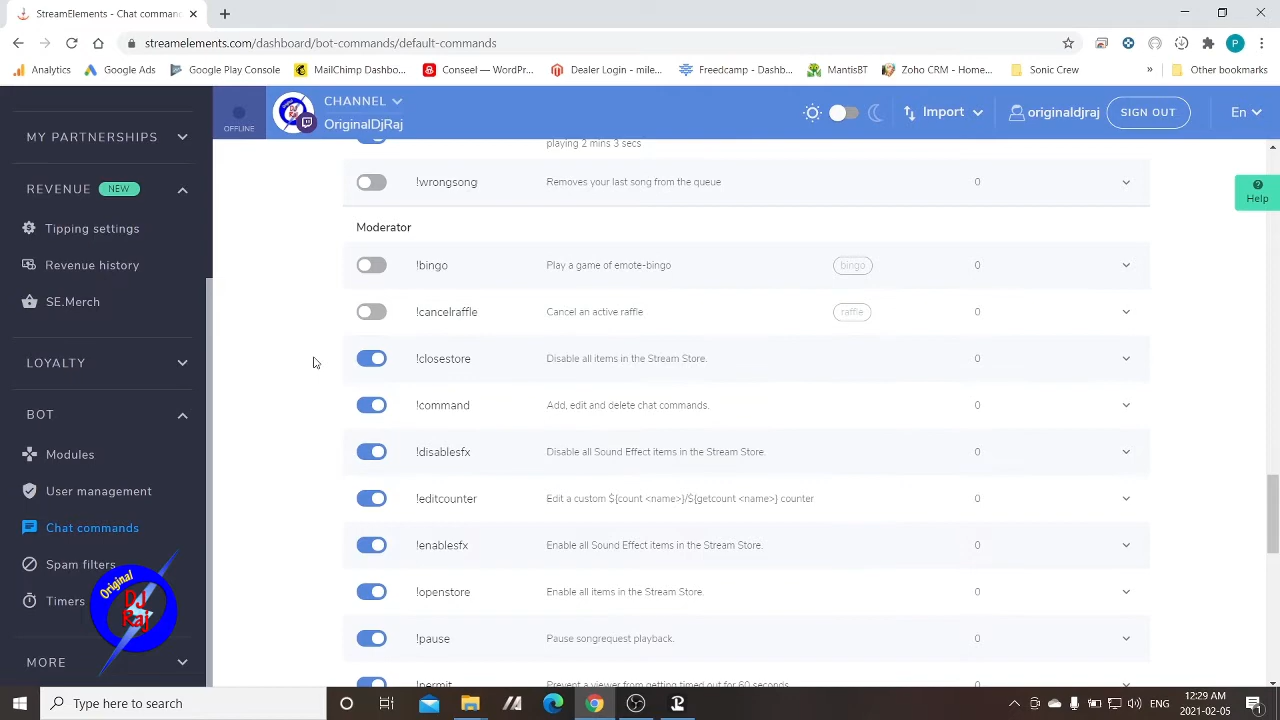 StreamElements - Chat comman
streamelements.com/dashboard/bot-commands/default-commands
P
Analytics
Google Ads
Google Play Console
MailChimp Dashbo...
Conseel — WordPr...
Dealer Login - mile...
Freedcamp - Dashb...
MantisBT
Zoho CRM - Home...
Sonic Crew
»
Other bookmarks
OFFLINE
CHANNEL
OriginalDjRaj
Import
originaldjraj
SIGN OUT
En
MY PARTNERSHIPS
REVENUE NEW
Tipping settings
Revenue history
SE.Merch
LOYALTY
BOT
Modules
User management
Chat commands
Spam filters
Timers
MORE
Original
DJ
Raj
playing 2 mins 3 secs
!wrongsong Removes your last song from the queue 0
Moderator
!bingo Play a game of emote-bingo bingo 0
!cancelraffle Cancel an active raffle raffle 0
!closestore Disable all items in the Stream Store. 0
!command Add, edit and delete chat commands. 0
!disablesfx Disable all Sound Effect items in the Stream Store. 0
!editcounter Edit a custom ${count <name>}/${getcount <name>} counter 0
!enablesfx Enable all Sound Effect items in the Stream Store. 0
!openstore Enable all items in the Stream Store. 0
!pause Pause songrequest playback. 0
!permit Prevent a viewer from getting timed out for 60 seconds. 0
?
Help
Type here to search
12:29 AM
2021-02-05